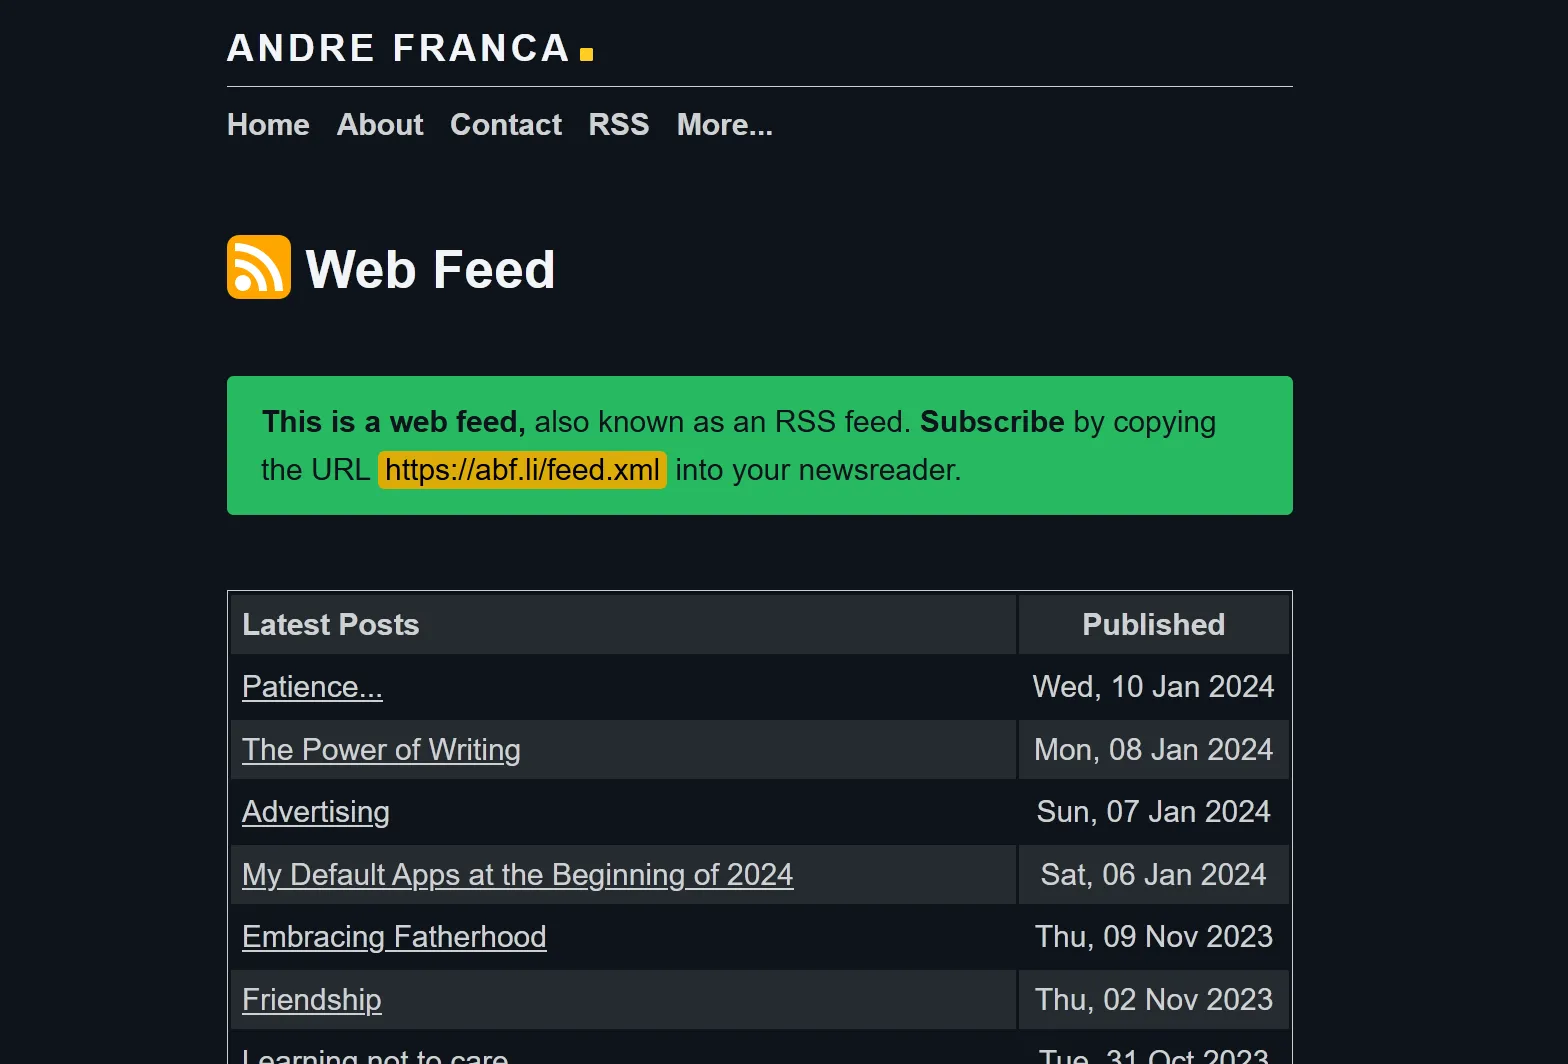 ANDRE FRANCA
Home About Contact RSS More...
Web Feed
This is a web feed, also known as an RSS feed. Subscribe by copying
the URL https://abf.li/feed.xml into your newsreader.
Latest Posts Published
Patience... Wed, 10 Jan 2024
The Power of Writing Mon, 08 Jan 2024
Advertising Sun, 07 Jan 2024
My Default Apps at the Beginning of 2024 Sat, 06 Jan 2024
Embracing Fatherhood Thu, 09 Nov 2023
Friendship Thu, 02 Nov 2023
Learning not to care Tue, 31 Oct 2023